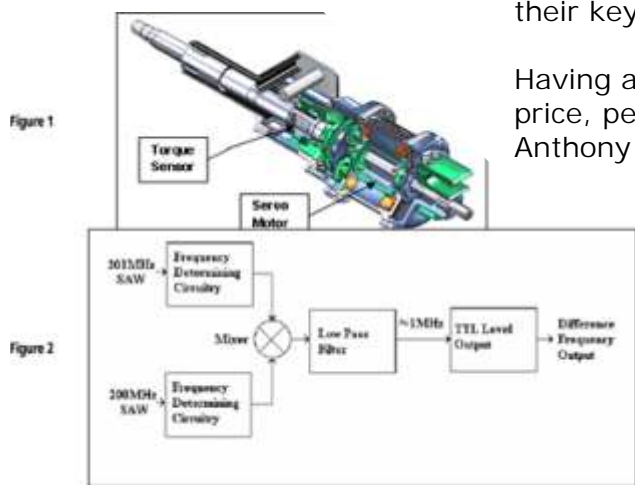 their key
Having a
price, pe
Anthony
Figure 1
Torque
Sensor
Servo
Motor
Figure 2
201MHz
SAW
Frequency
Determining
Circuitry
Mixer
Low Pass
Filter
≈1MHz
TTL Level
Output
Difference
Frequency
Output
200MHz
SAW
Frequency
Determining
Circuitry